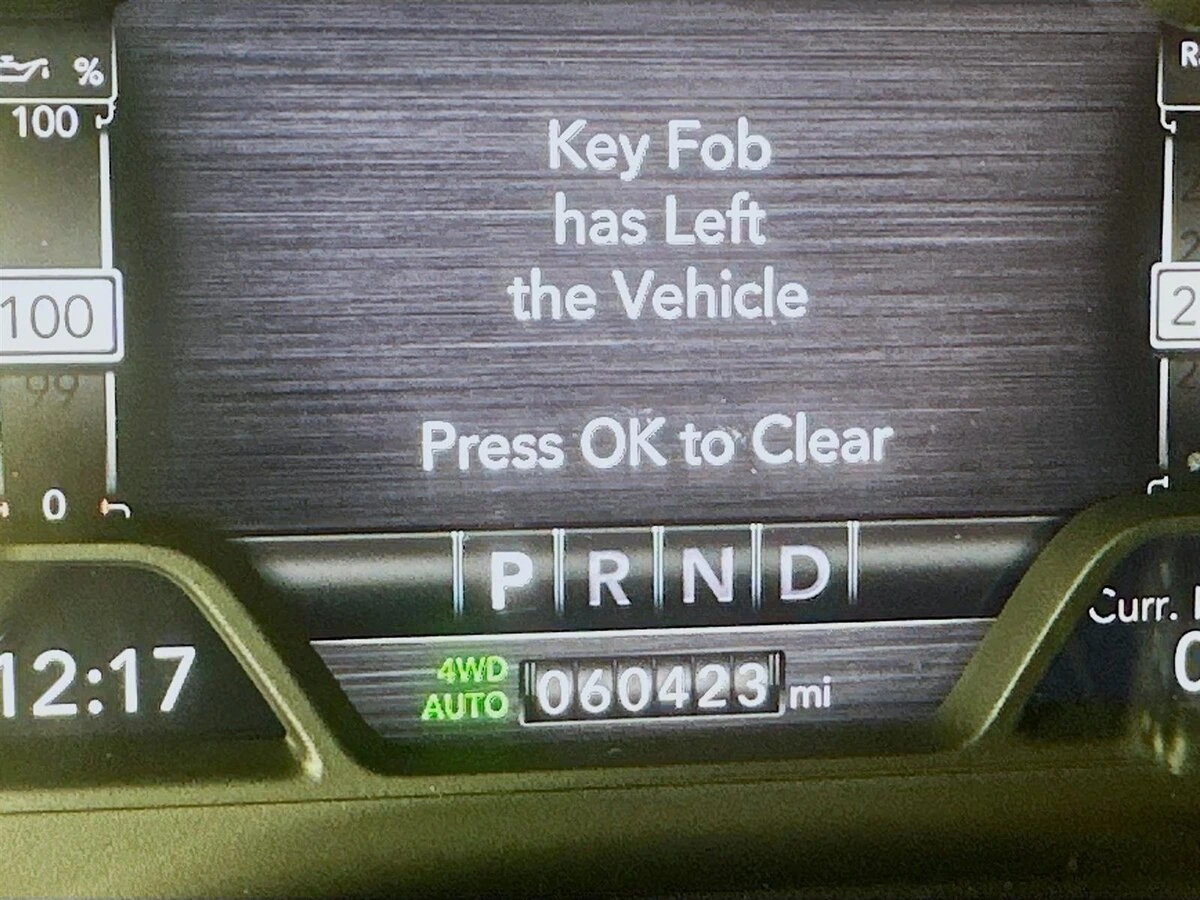 %
100
100
99
0
Key Fob
has Left
the Vehicle
Press OK to Clear
P R N D
12:17
4WD
AUTO
060423 mi
Curr.